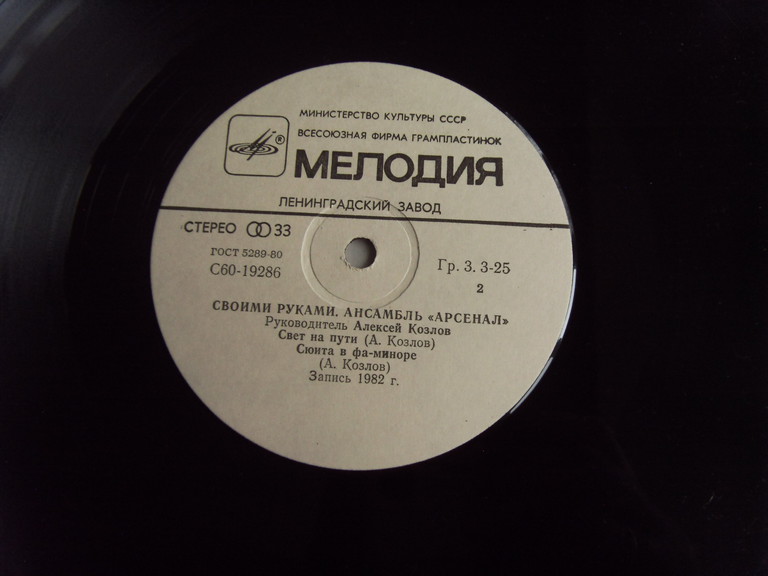 МИНИСТЕРСТВО КУЛЬТУРЫ СССР
ВСЕСОЮЗНАЯ ФИРМА ГРАМПЛАСТИНОК
®
МЕЛОДИЯ
ЛЕНИНГРАДСКИЙ ЗАВОД
СТЕРЕО 33
ГОСТ 5289-80
С60-19286
Гр. 3. 3-25
2
СВОИМИ РУКАМИ. АНСАМБЛЬ «АРСЕНАЛ»
Руководитель Алексей Козлов
Свет на пути (А. Козлов)
Сюита в фа-миноре
(А. Козлов)
Запись 1982 г.